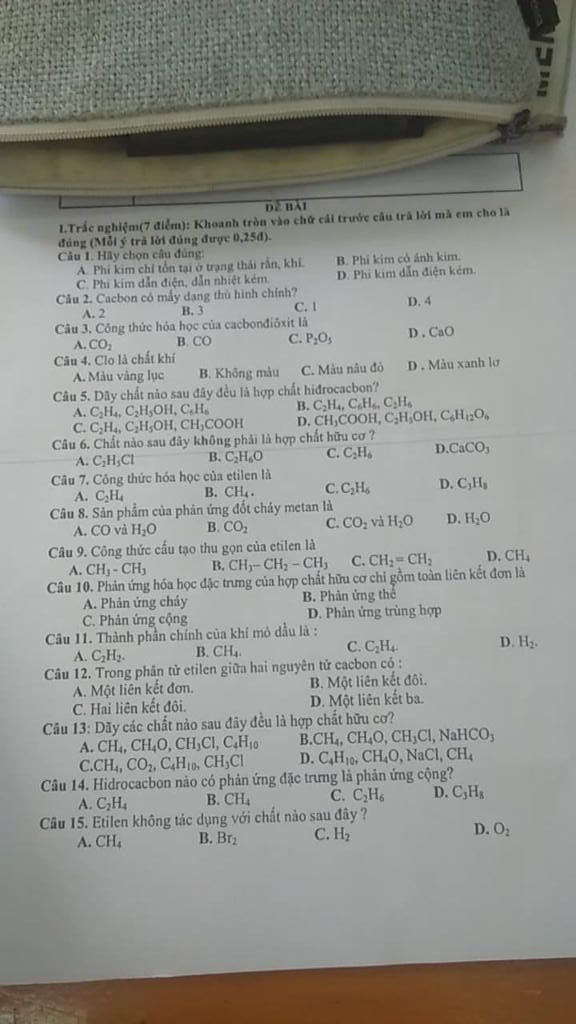 MEN
ĐỀ BÀI
I.Trắc nghiệm(7 điểm): Khoanh tròn vào chữ cái trước câu trả lời mà em cho là
đúng (Mỗi ý trả lời đúng được 0,25đ).
Câu 1. Hãy chọn câu đúng:
A. Phi kim chỉ tồn tại ở trạng thái rắn, khí. B. Phi kim có ánh kim.
C. Phi kim dẫn điện, dẫn nhiệt kém. D. Phi kim dẫn điện kém.
Câu 2. Cacbon có mấy dạng thù hình chính?
A. 2 B. 3 C. 1 D. 4
Câu 3. Công thức hóa học của cacbonđiôxit là
A. CO₂ B. CO C. P₂O₅ D . CaO
Câu 4. Clo là chất khí
A. Màu vàng lục B. Không màu C. Màu nâu đỏ D . Màu xanh lơ
Câu 5. Dãy chất nào sau đây đều là hợp chất hiđrocacbon?
A. C₂H₄, C₂H₅OH, C₆H₆ B. C₂H₄, C₆H₆, C₂H₆
C. C₂H₄, C₂H₅OH, CH₃COOH D. CH₃COOH, C₂H₅OH, C₆H₁₂O₆
Câu 6. Chất nào sau đây không phải là hợp chất hữu cơ ?
A. C₂H₅Cl B. C₂H₆O C. C₂H₆ D.CaCO₃
Câu 7. Công thức hóa học của etilen là
A. C₂H₄ B. CH₄. C. C₂H₆ D. C₃H₈
Câu 8. Sản phẩm của phản ứng đốt cháy metan là
A. CO và H₂O B. CO₂ C. CO₂ và H₂O D. H₂O
Câu 9. Công thức cấu tạo thu gọn của etilen là
A. CH₃ - CH₃ B. CH₃– CH₂ – CH₃ C. CH₂ = CH₂ D. CH₄
Câu 10. Phản ứng hóa học đặc trưng của hợp chất hữu cơ chỉ gồm toàn liên kết đơn là
A. Phản ứng cháy B. Phản ứng thế
C. Phản ứng cộng D. Phản ứng trùng hợp
Câu 11. Thành phần chính của khí mỏ dầu là :
A. C₂H₂. B. CH₄. C. C₂H₄. D. H₂.
Câu 12. Trong phân tử etilen giữa hai nguyên tử cacbon có :
A. Một liên kết đơn. B. Một liên kết đôi.
C. Hai liên kết đôi. D. Một liên kết ba.
Câu 13: Dãy các chất nào sau đây đều là hợp chất hữu cơ?
A. CH₄, CH₄O, CH₃Cl, C₄H₁₀ B.CH₄, CH₄O, CH₃Cl, NaHCO₃
C.CH₄, CO₂, C₄H₁₀, CH₃Cl D. C₄H₁₀, CH₄O, NaCl, CH₄
Câu 14. Hidrocacbon nào có phản ứng đặc trưng là phản ứng cộng?
A. C₂H₄ B. CH₄ C. C₂H₆ D. C₃H₈
Câu 15. Etilen không tác dụng với chất nào sau đây ?
A. CH₄ B. Br₂ C. H₂ D. O₂